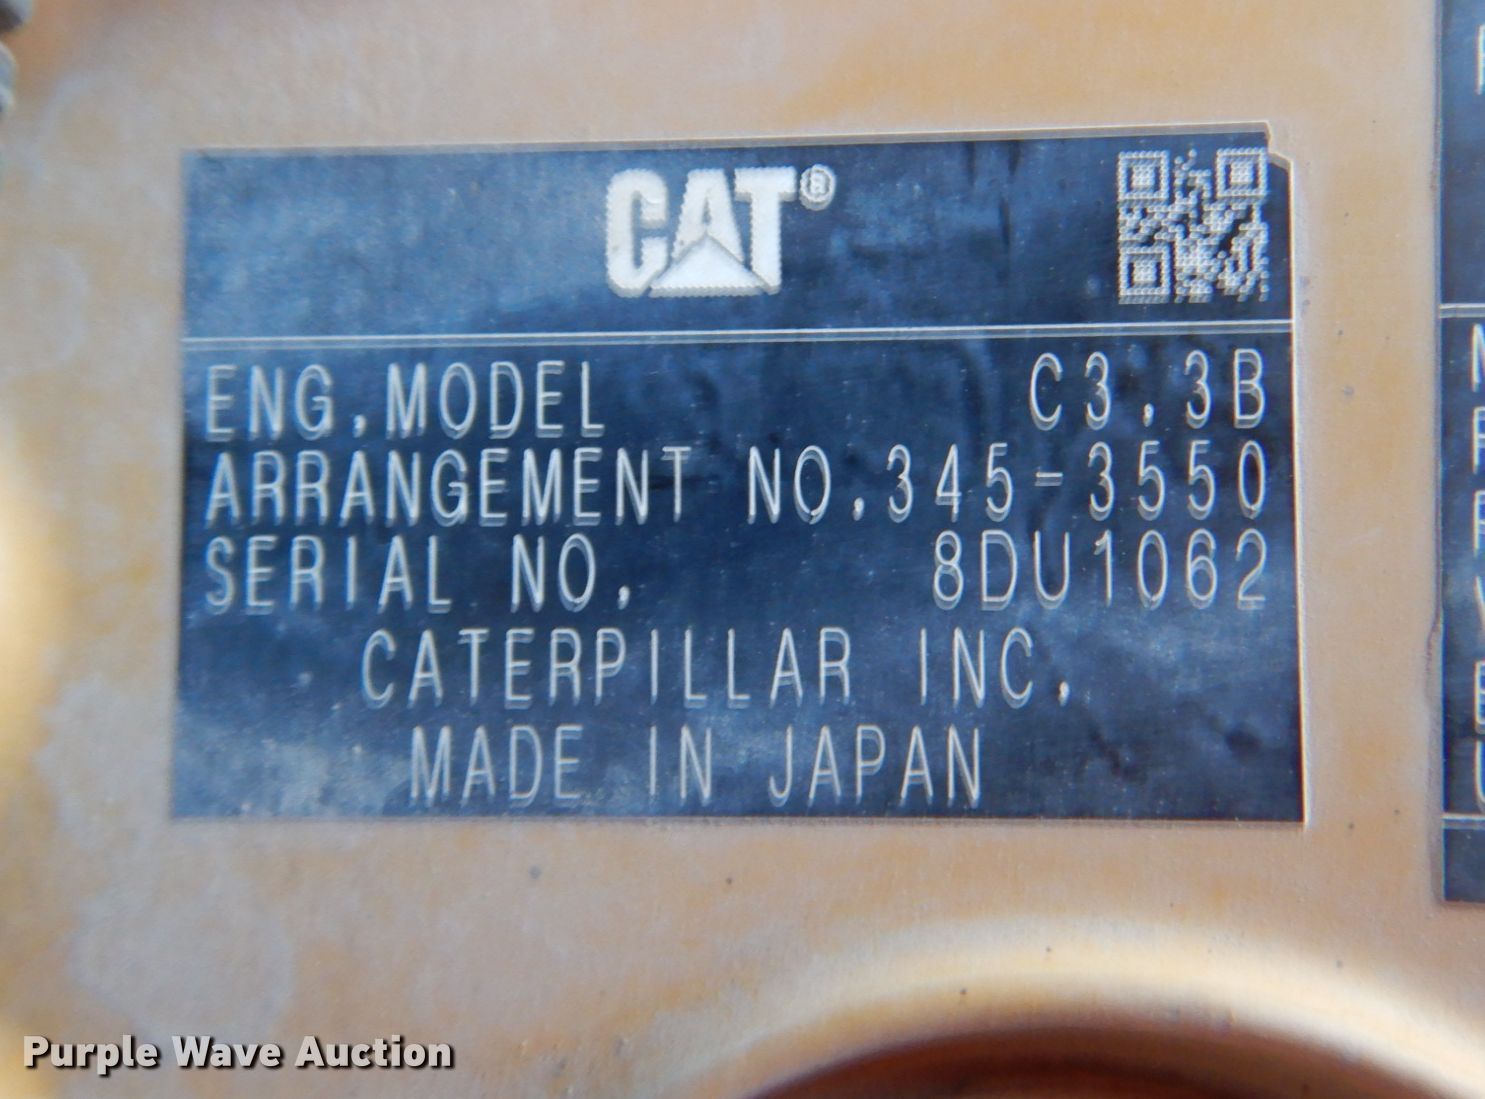 CAT®
ENG.MODEL C3.3B
ARRANGEMENT NO.345-3550
SERIAL NO. 8DU1062
CATERPILLAR INC.
MADE IN JAPAN
Purple Wave Auction